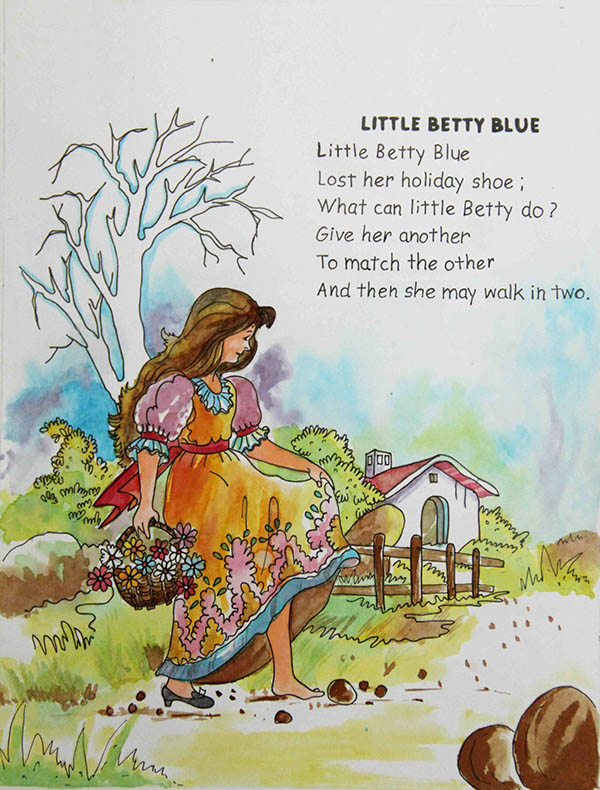 LITTLE BETTY BLUE
Little Betty Blue
Lost her holiday shoe ;
What can little Betty do ?
Give her another
To match the other
And then she may walk in two.